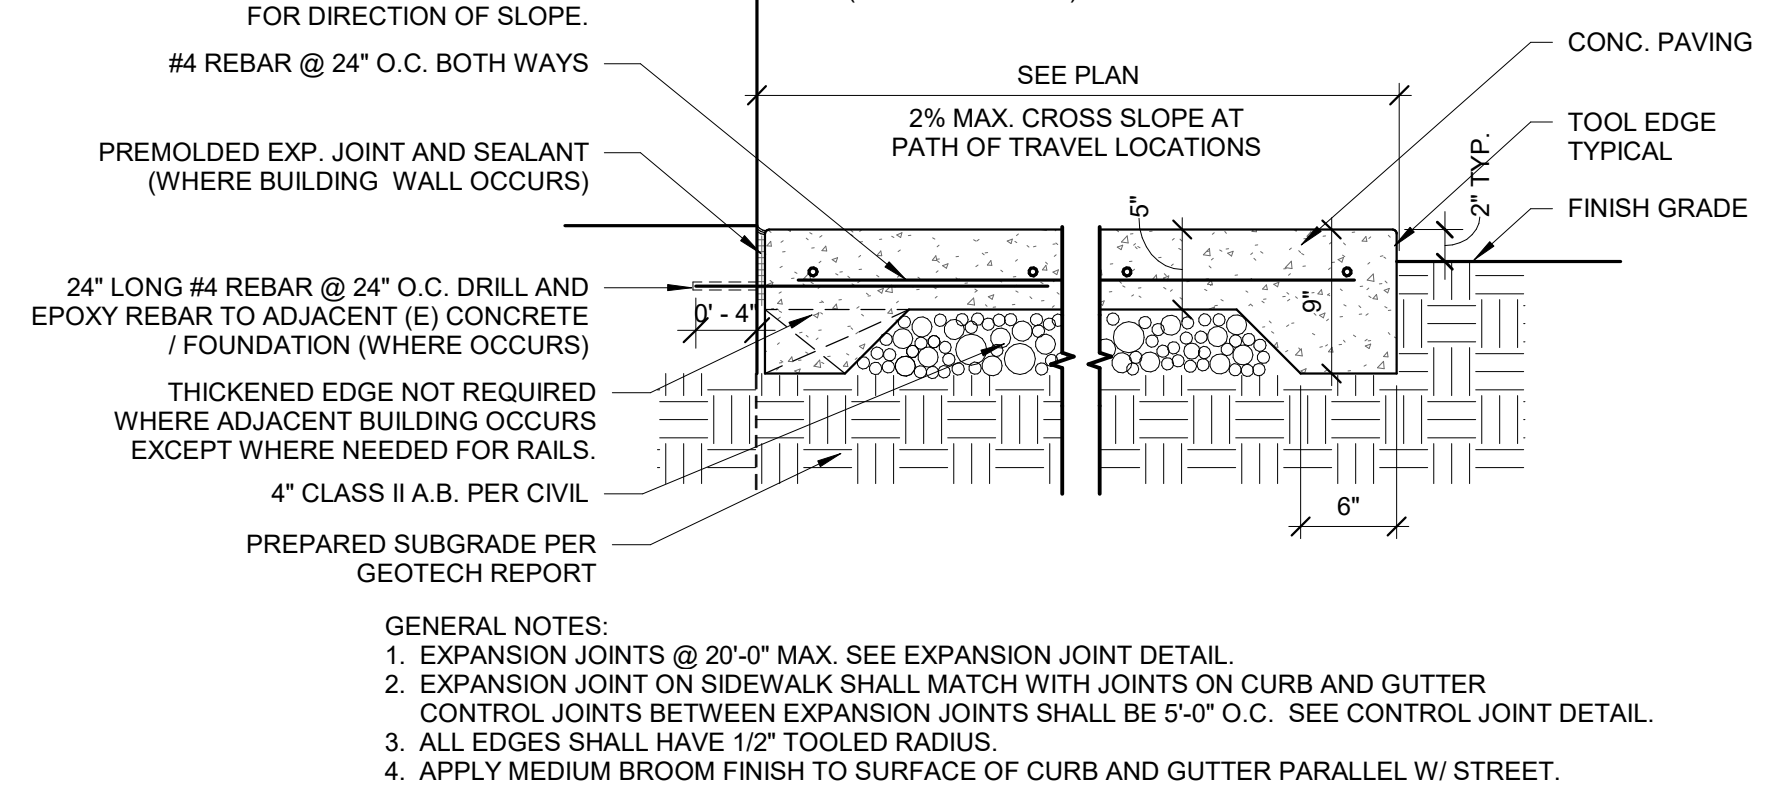 FOR DIRECTION OF SLOPE.
#4 REBAR @ 24" O.C. BOTH WAYS
PREMOLDED EXP. JOINT AND SEALANT
(WHERE BUILDING WALL OCCURS)
24" LONG #4 REBAR @ 24" O.C. DRILL AND
EPOXY REBAR TO ADJACENT (E) CONCRETE
/ FOUNDATION (WHERE OCCURS)
THICKENED EDGE NOT REQUIRED
WHERE ADJACENT BUILDING OCCURS
EXCEPT WHERE NEEDED FOR RAILS.
4" CLASS II A.B. PER CIVIL
PREPARED SUBGRADE PER
GEOTECH REPORT
SEE PLAN
2% MAX. CROSS SLOPE AT
PATH OF TRAVEL LOCATIONS
0' - 4"
5"
9"
6"
2" TYP.
CONC. PAVING
TOOL EDGE
TYPICAL
FINISH GRADE
GENERAL NOTES:
1. EXPANSION JOINTS @ 20'-0" MAX. SEE EXPANSION JOINT DETAIL.
2. EXPANSION JOINT ON SIDEWALK SHALL MATCH WITH JOINTS ON CURB AND GUTTER
CONTROL JOINTS BETWEEN EXPANSION JOINTS SHALL BE 5'-0" O.C. SEE CONTROL JOINT DETAIL.
3. ALL EDGES SHALL HAVE 1/2" TOOLED RADIUS.
4. APPLY MEDIUM BROOM FINISH TO SURFACE OF CURB AND GUTTER PARALLEL W/ STREET.